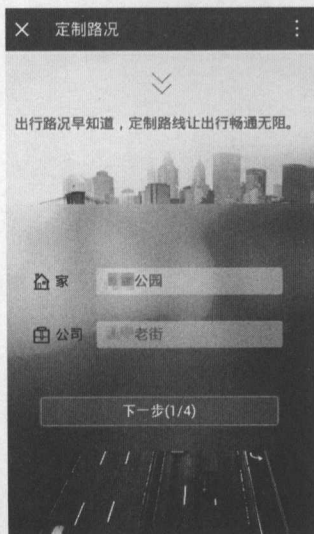 定制路况
出行路况早知道，定制路线让出行畅通无阻。
家 公园
公司 老街
下一步(1/4)